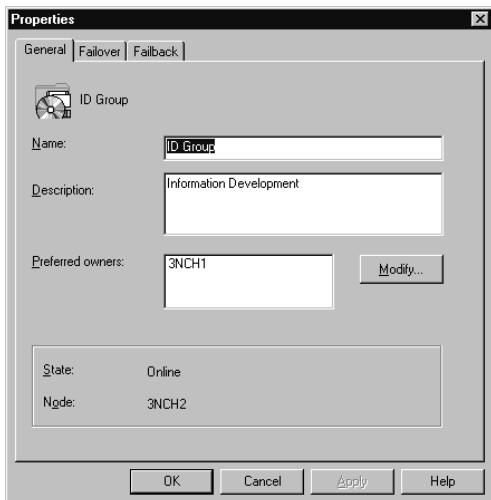 Properties
General Failover Failback
ID Group
Name: ID Group
Description: Information Development
Preferred owners: 3NCH1
Modify...
State: Online
Node: 3NCH2
OK Cancel Apply Help